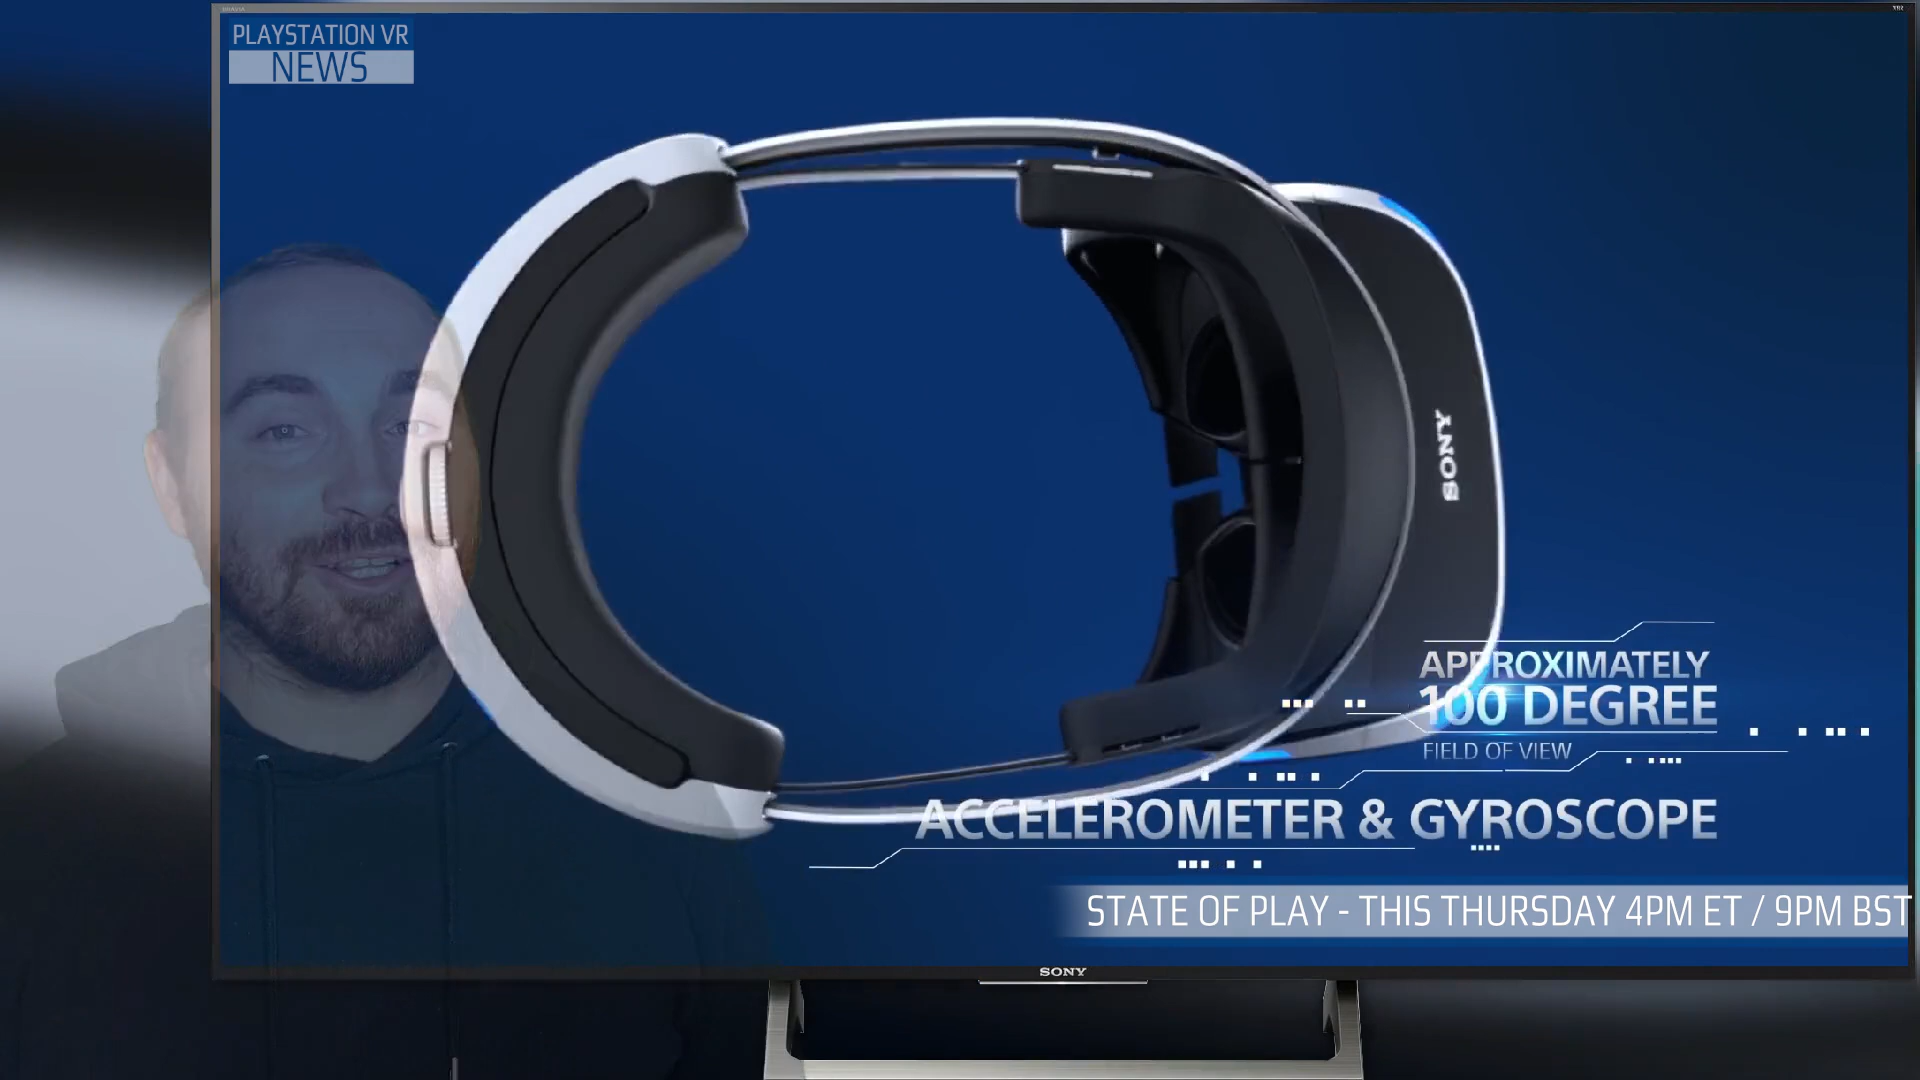 PLAYSTATION VR
NEWS
SONY
APPROXIMATELY
100 DEGREE
FIELD OF VIEW
ACCELEROMETER & GYROSCOPE
STATE OF PLAY - THIS THURSDAY 4PM ET / 9PM BST
SONY